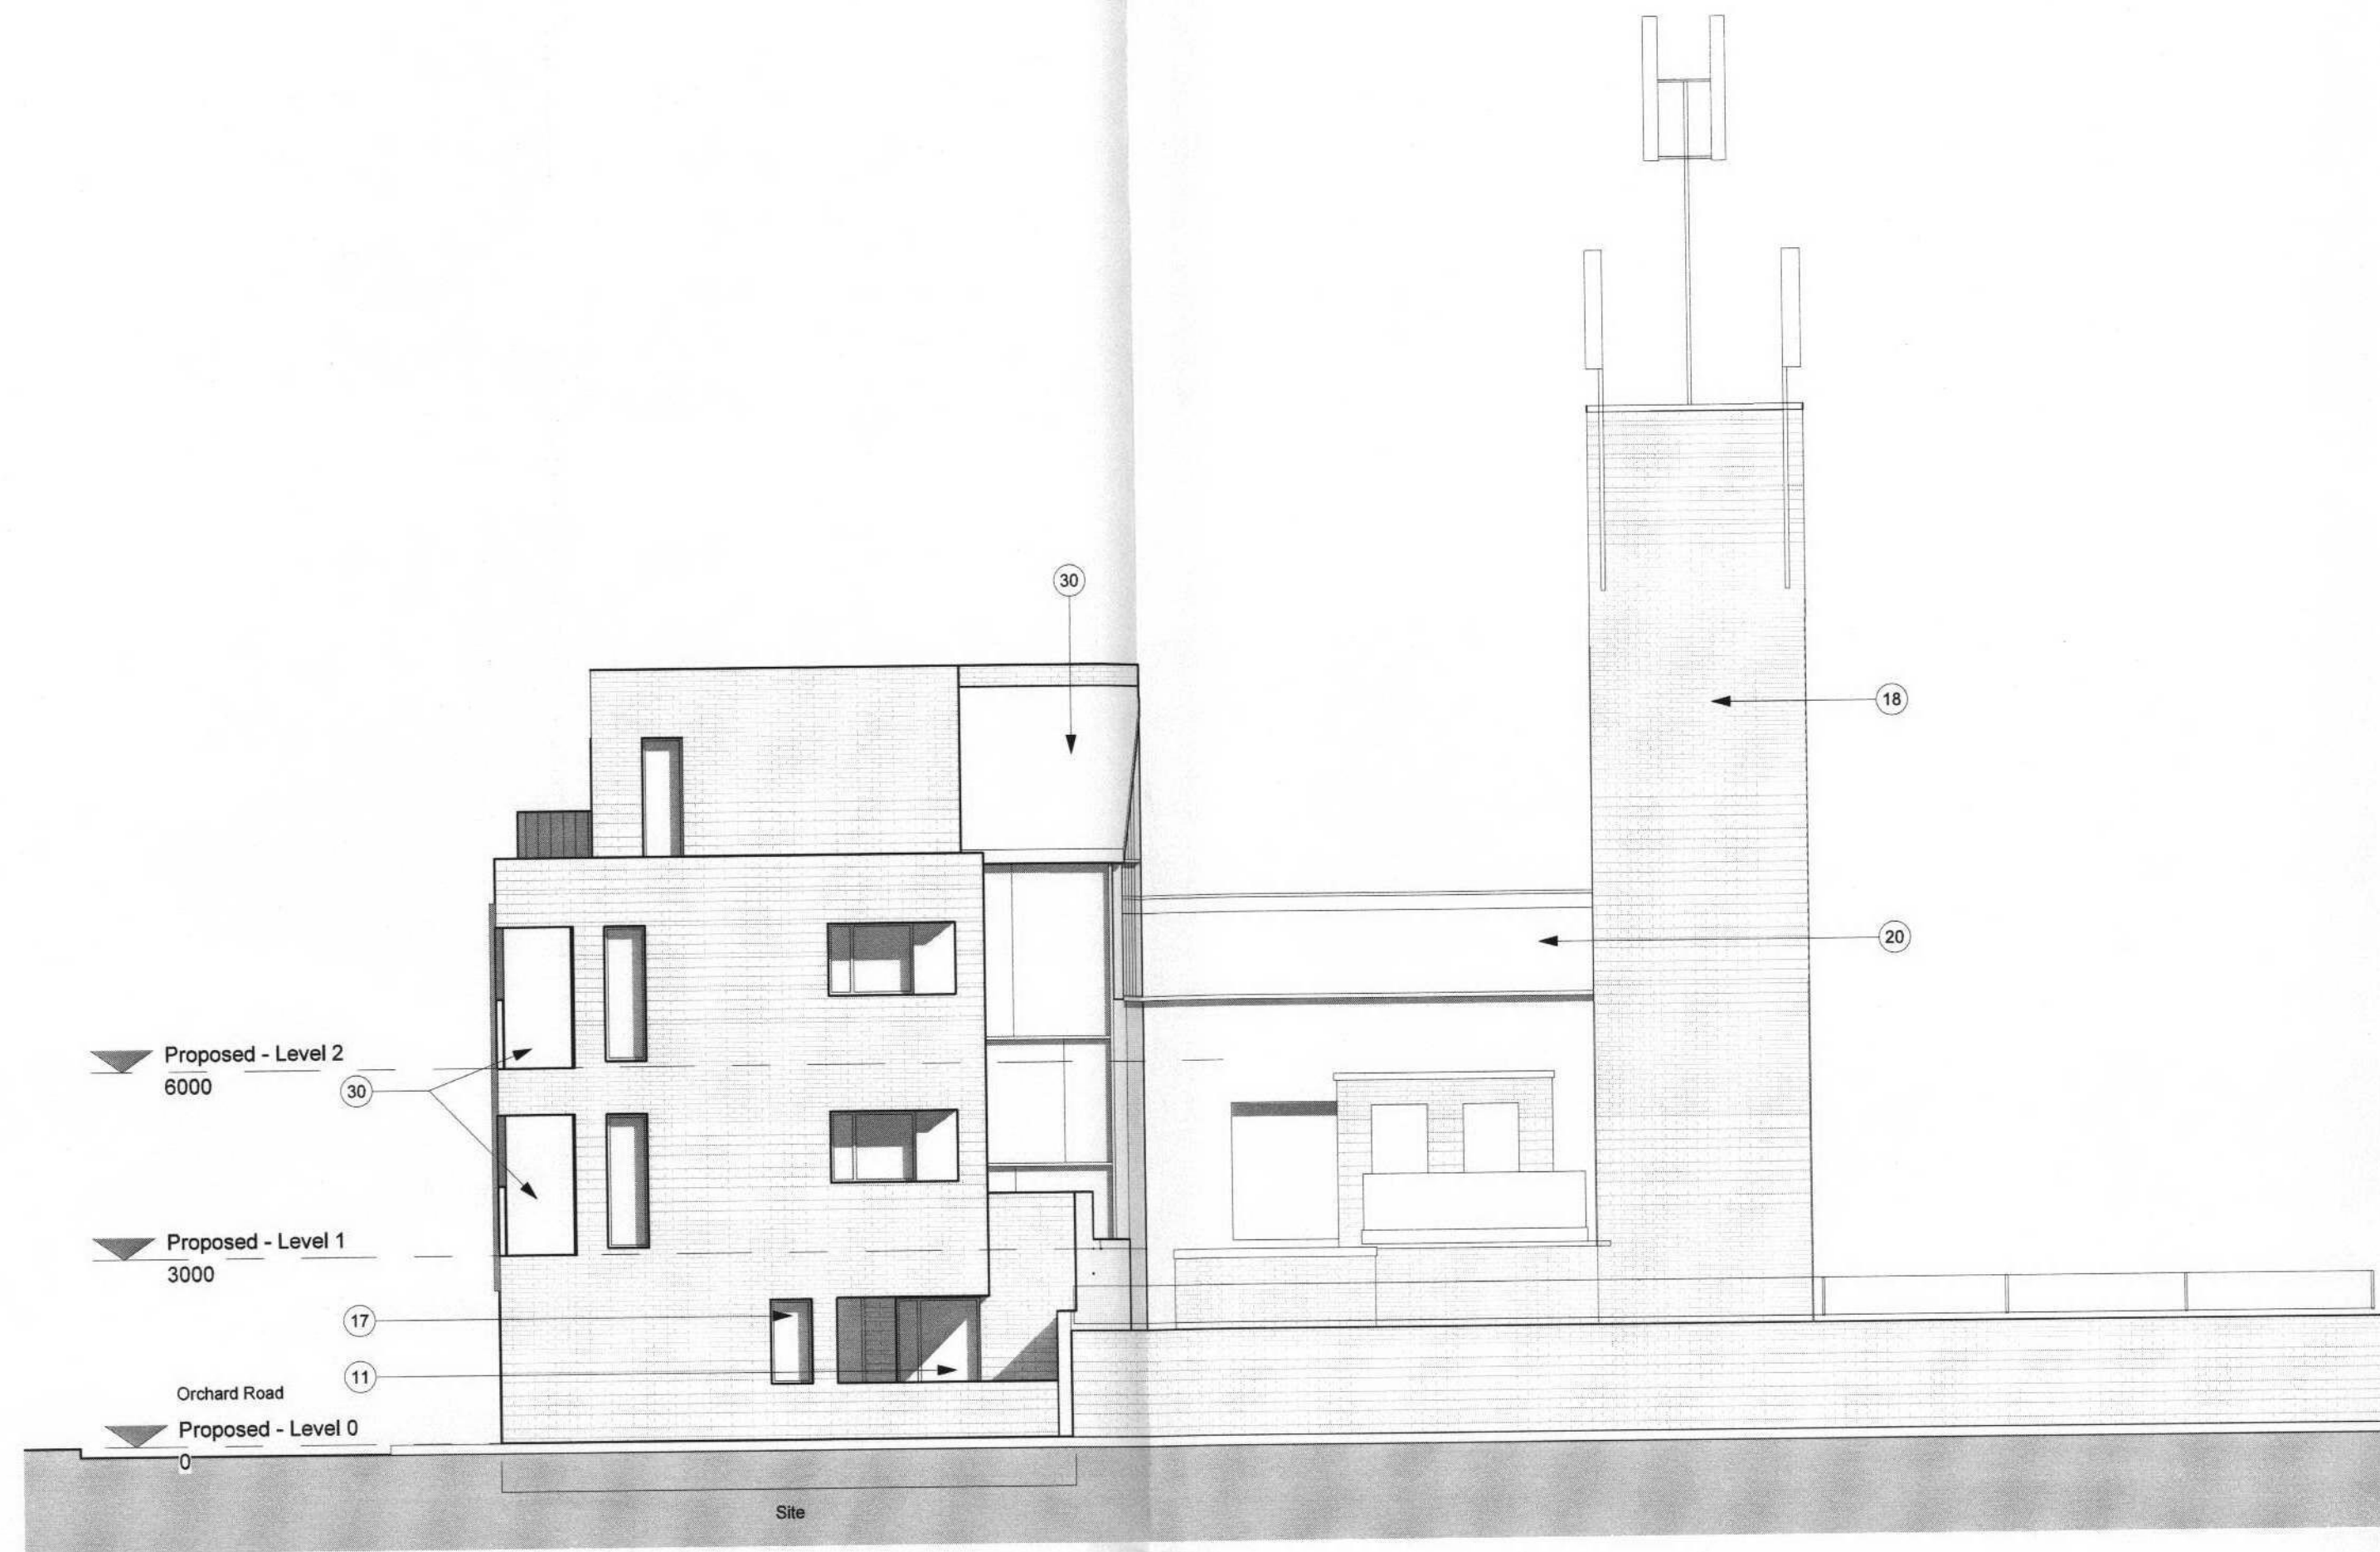 30
18
20
Proposed - Level 2
6000
30
Proposed - Level 1
3000
17
11
Orchard Road
Proposed - Level 0
0
Site